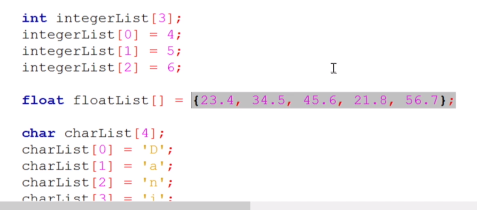 int integerList[3];
integerList[0] = 4;
integerList[1] = 5;
integerList[2] = 6;
float floatList[] = {23.4, 34.5, 45.6, 21.8, 56.7};
char charList[4];
charList[0] = 'D';
charList[1] = 'a';
charList[2] = 'n';
charList[3] = 'i';